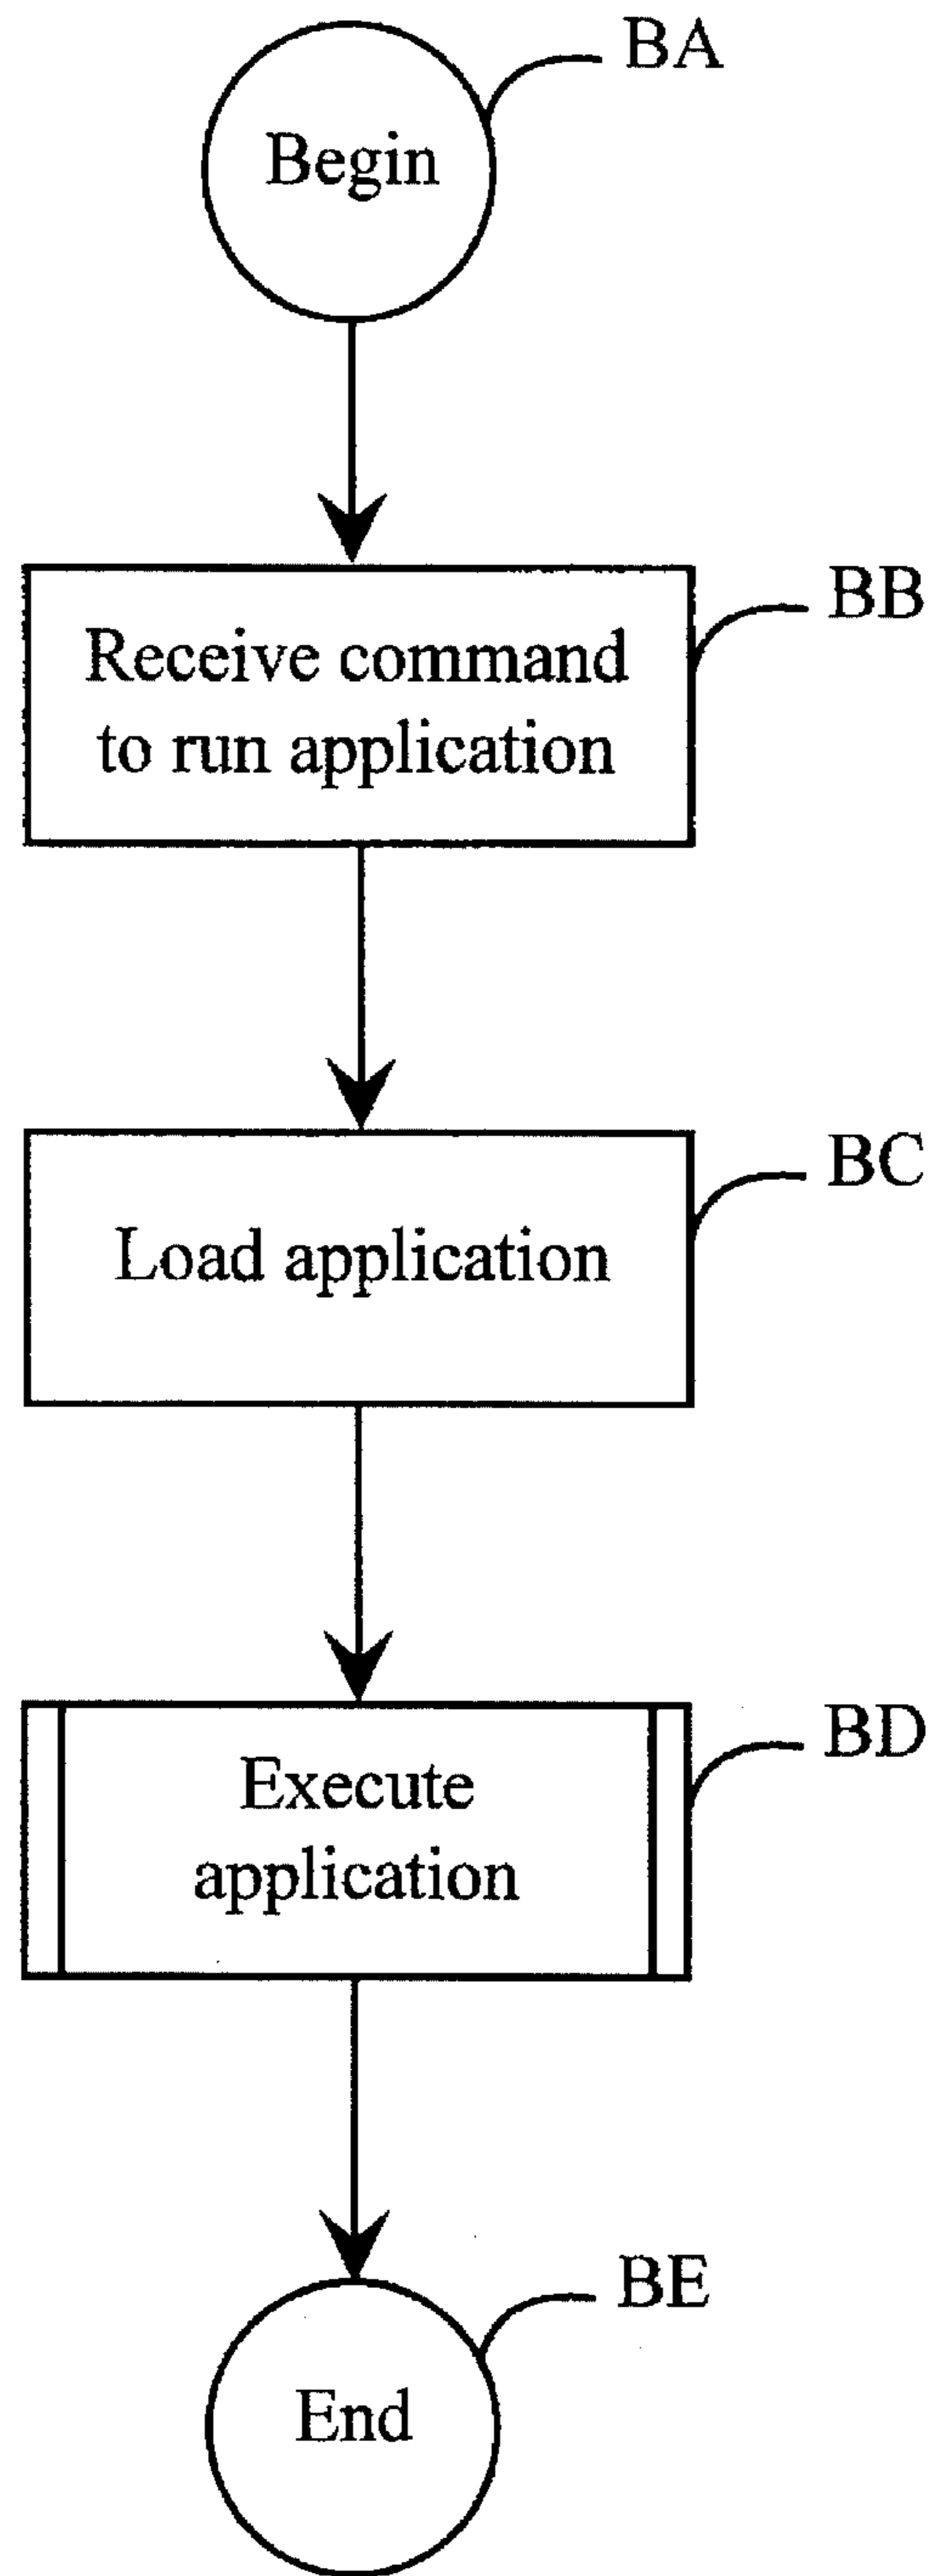 BA
Begin
BB
Receive command
to run application
BC
Load application
BD
Execute
application
BE
End